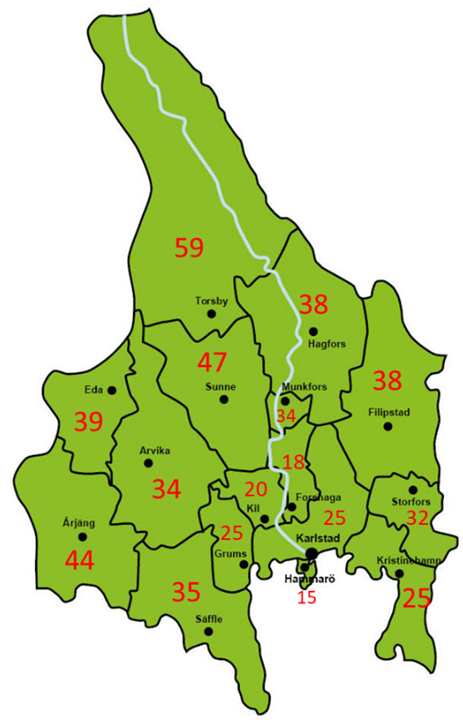 59
Torsby
38
Hagfors
47
Sunne
38
Filipstad
Eda
39
Munkfors
34
Arvika
34
18
20
Kil
Forshaga
25
Storfors
32
Årjäng
44
25
Grums
Karlstad
Kristinehamn
25
Hammarö
15
35
Säffle